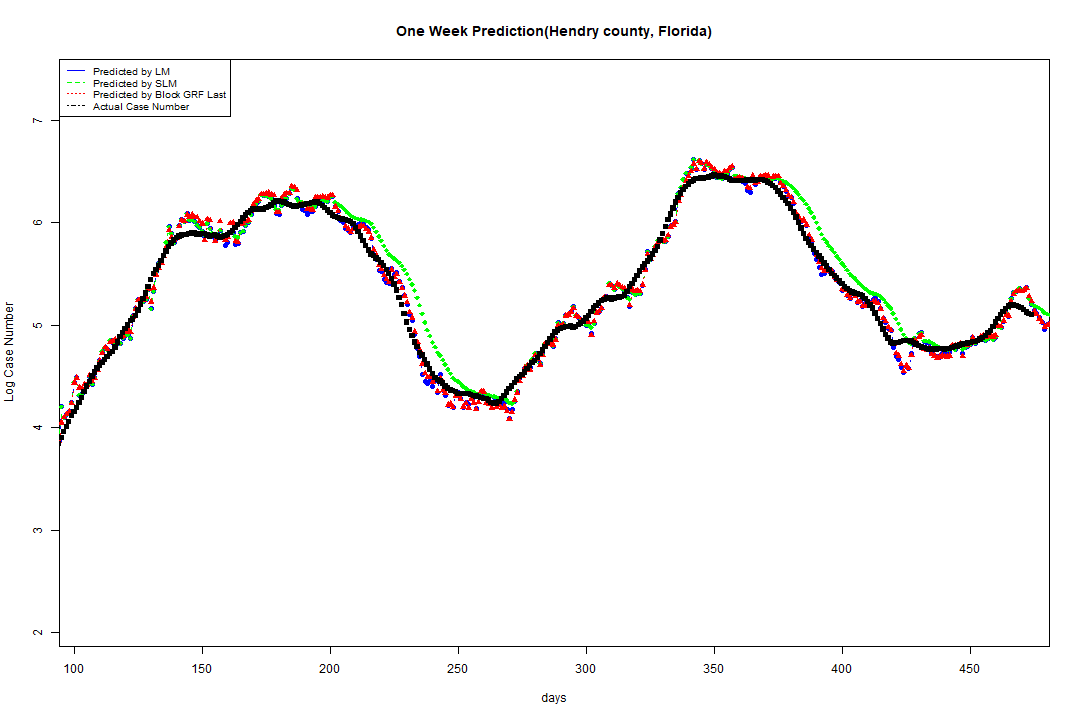 One Week Prediction(Hendry county, Florida)
Predicted by LM
Predicted by SLM
Predicted by Block GRF Last
Actual Case Number
7
6
5
4
3
2
Log Case Number
100 150 200 250 300 350 400 450
days